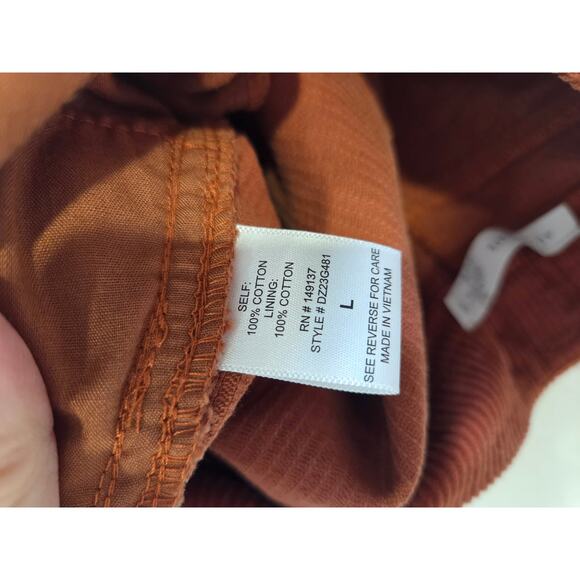 SELF:
100% COTTON
LINING:
100% COTTON
RN # 149137
STYLE # DZ23G481
L
SEE REVERSE FOR CARE
MADE IN VIETNAM